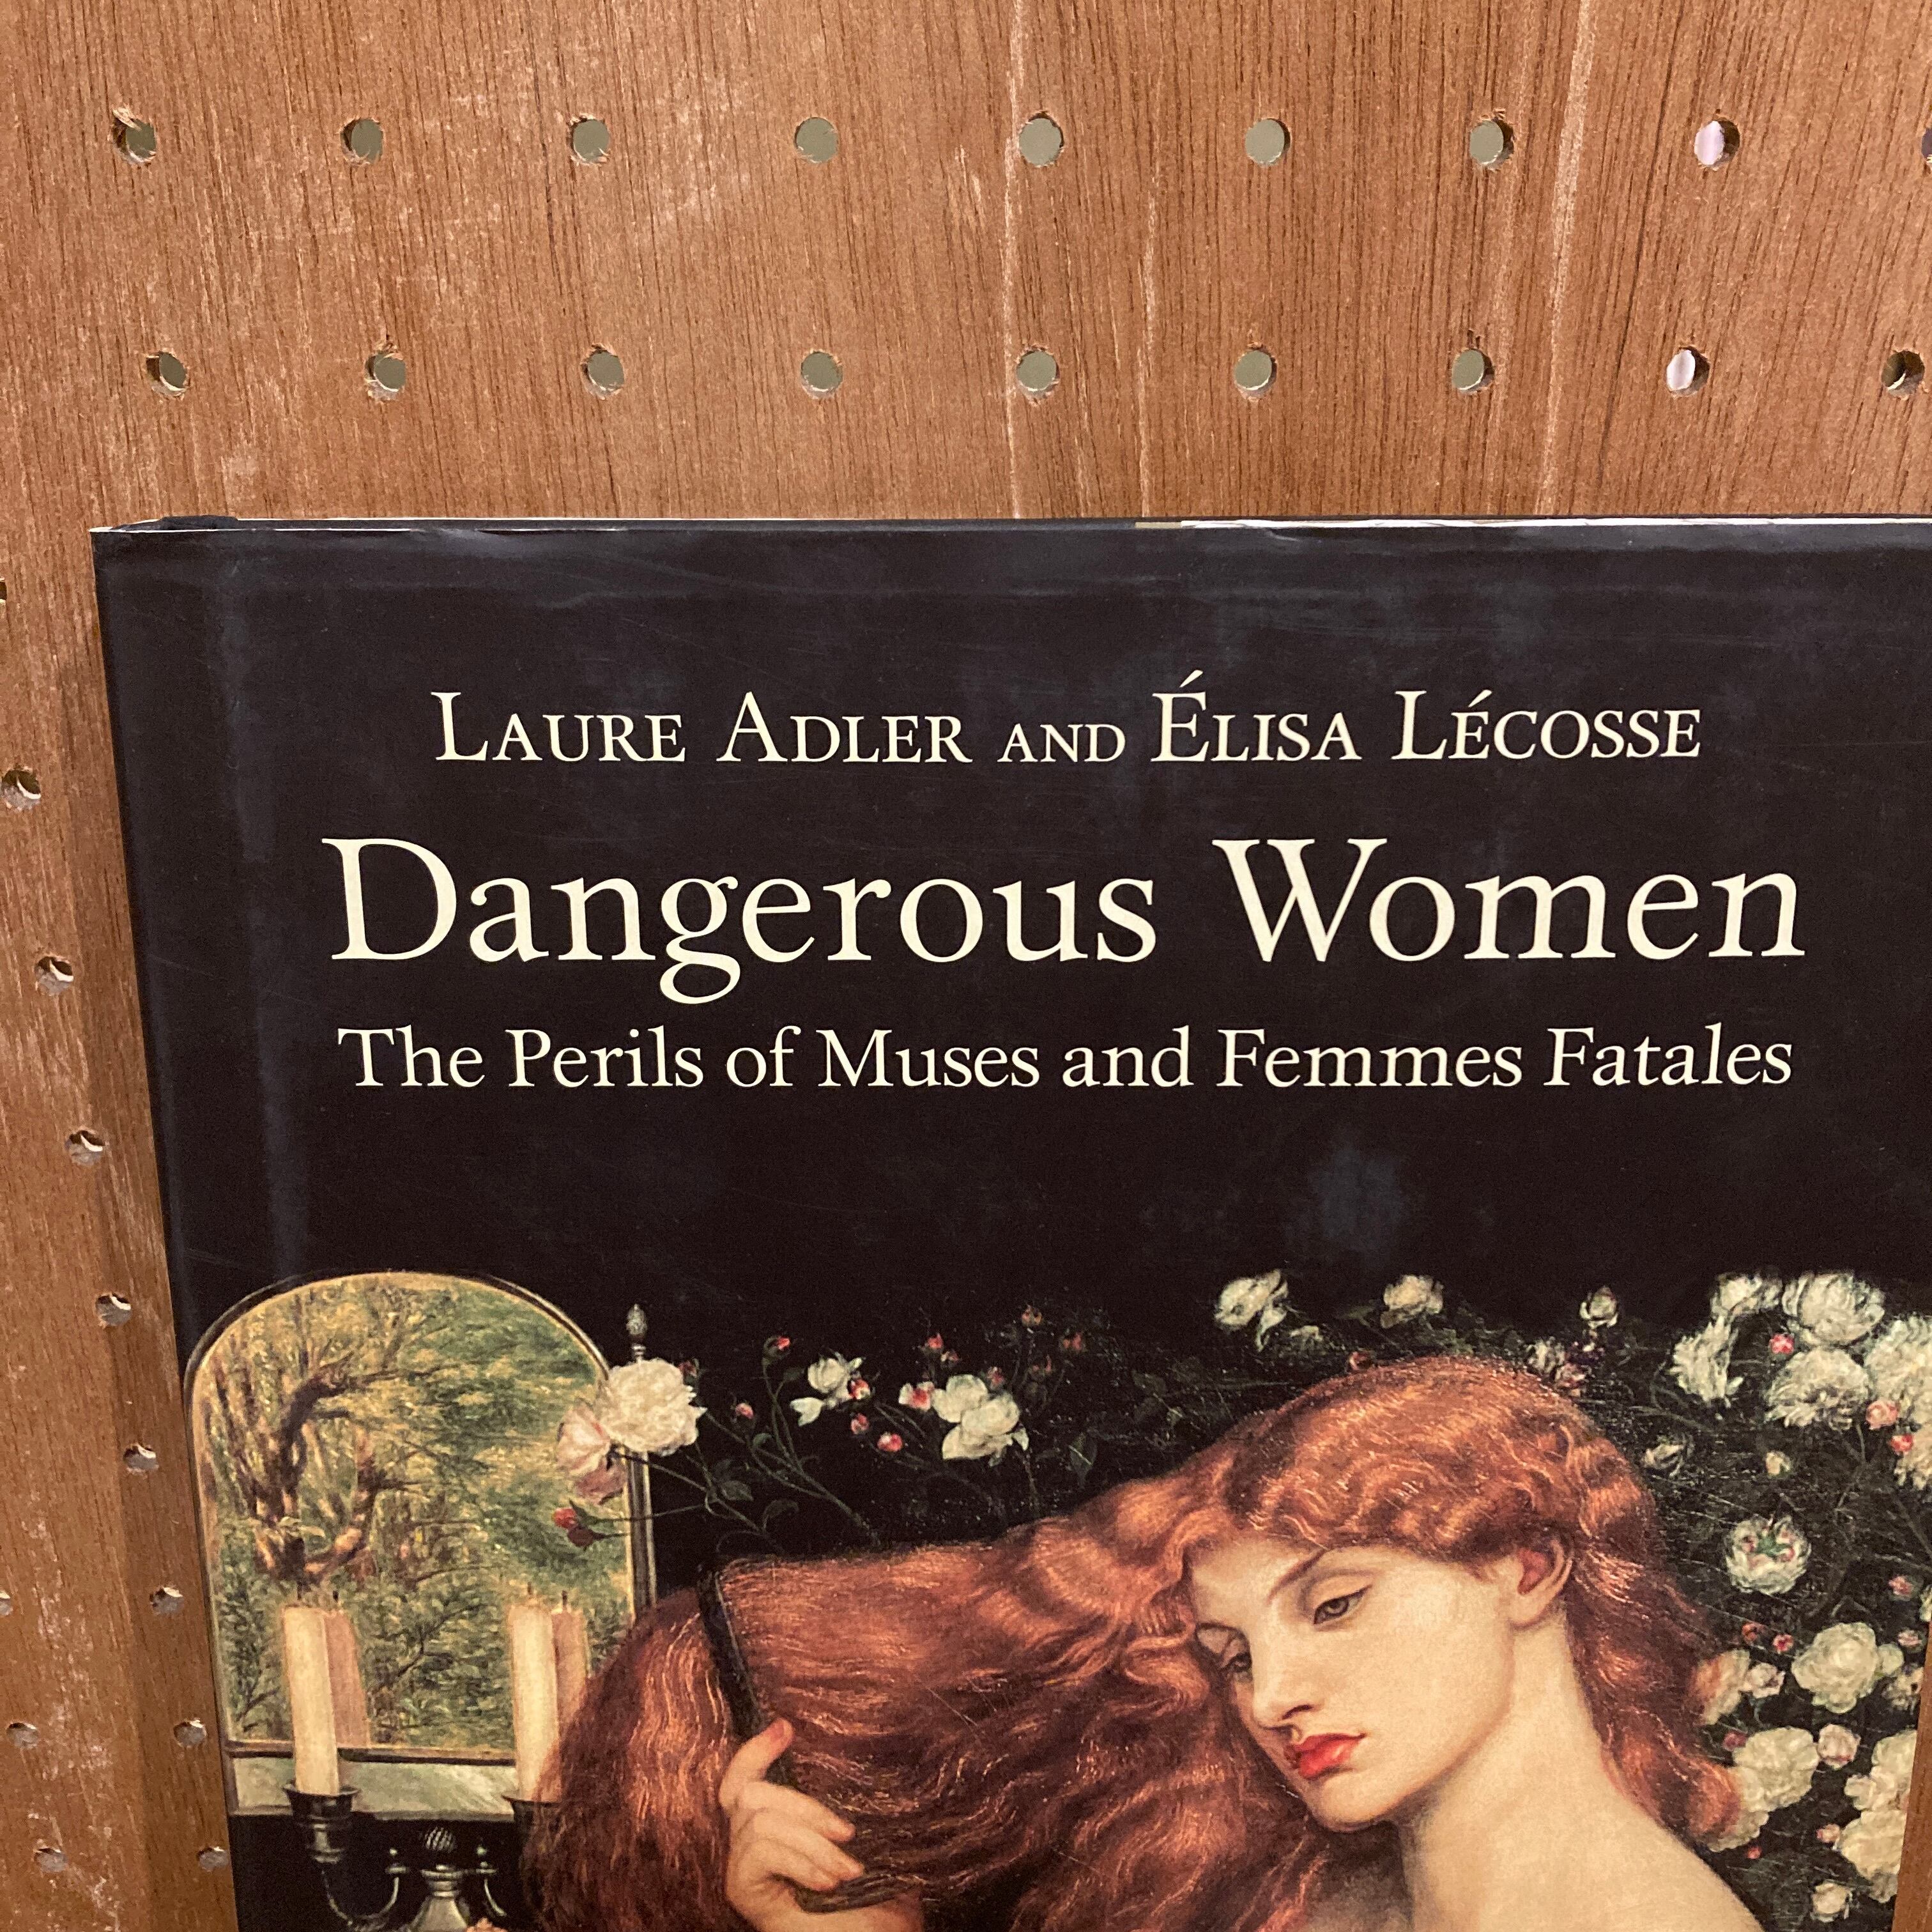 LAURE ADLER AND ÉLISA LÉCOSSE
Dangerous Women
The Perils of Muses and Femmes Fatales